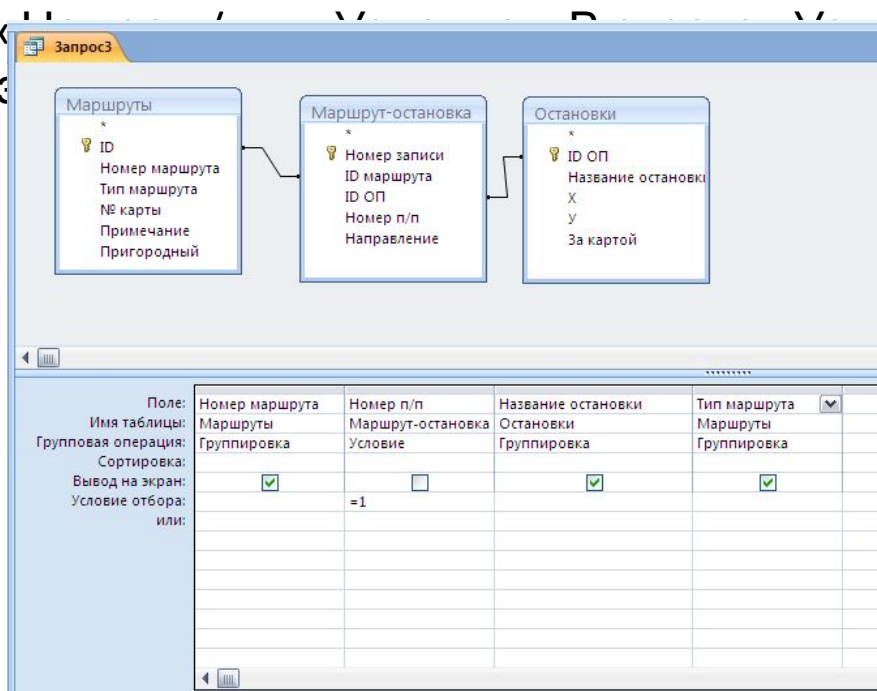 Запрос3
Маршруты
*
ID
Номер маршрута
Тип маршрута
№ карты
Примечание
Пригородный
Маршрут-остановка
*
Номер записи
ID маршрута
ID ОП
Номер п/п
Направление
Остановки
*
ID ОП
Название остановки
X
У
За картой
Поле: Номер маршрута Номер п/п Название остановки Тип маршрута
Имя таблицы: Маршруты Маршрут-остановка Остановки Маршруты
Групповая операция: Группировка Условие Группировка Группировка
Сортировка:
Вывод на экран:
Условие отбора: =1
или: